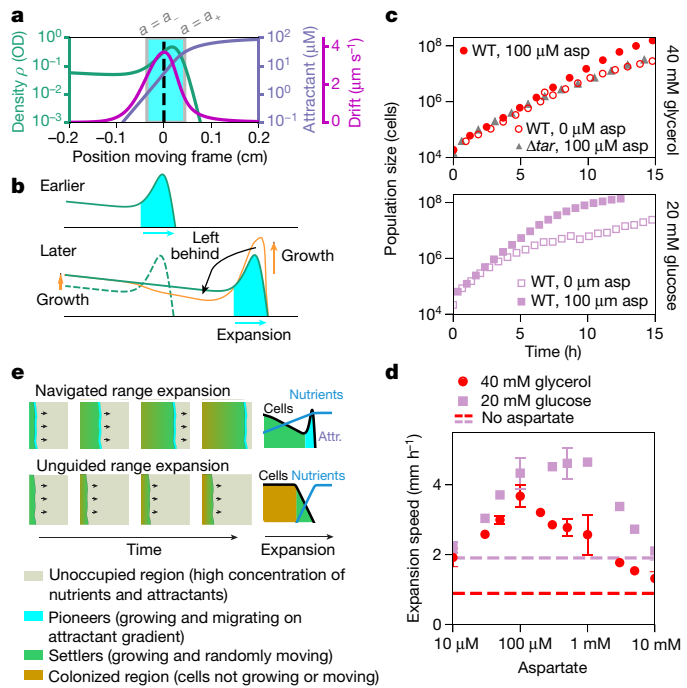 a
a = a₋
a = a₊
Density ρ (OD)
10⁰
10⁻¹
10⁻²
10⁻³
10²
10¹
10⁰
10⁻¹
Attractant (μM)
4
2
0
Drift (μm s⁻¹)
−0.2
−0.1
0
0.1
0.2
Position moving frame (cm)
b
Earlier
Later
Left
behind
Growth
Growth
Expansion
c
Population size (cells)
10⁸
10⁶
10⁴
WT, 100 μM asp
WT, 0 μM asp
Δtar, 100 μM asp
0
5
10
15
40 mM glycerol
10⁸
10⁶
10⁴
WT, 0 μm asp
WT, 100 μm asp
0
5
10
15
Time (h)
20 mM glucose
e
Navigated range expansion
Nutrients
Cells
Attr.
Unguided range expansion
Cells
Nutrients
Time
Expansion
Unoccupied region (high concentration of
nutrients and attractants)
Pioneers (growing and migrating on
attractant gradient)
Settlers (growing and randomly moving)
Colonized region (cells not growing or moving)
d
40 mM glycerol
20 mM glucose
No aspartate
Expansion speed (mm h⁻¹)
6
4
2
0
10 μM
100 μM
1 mM
10 mM
Aspartate